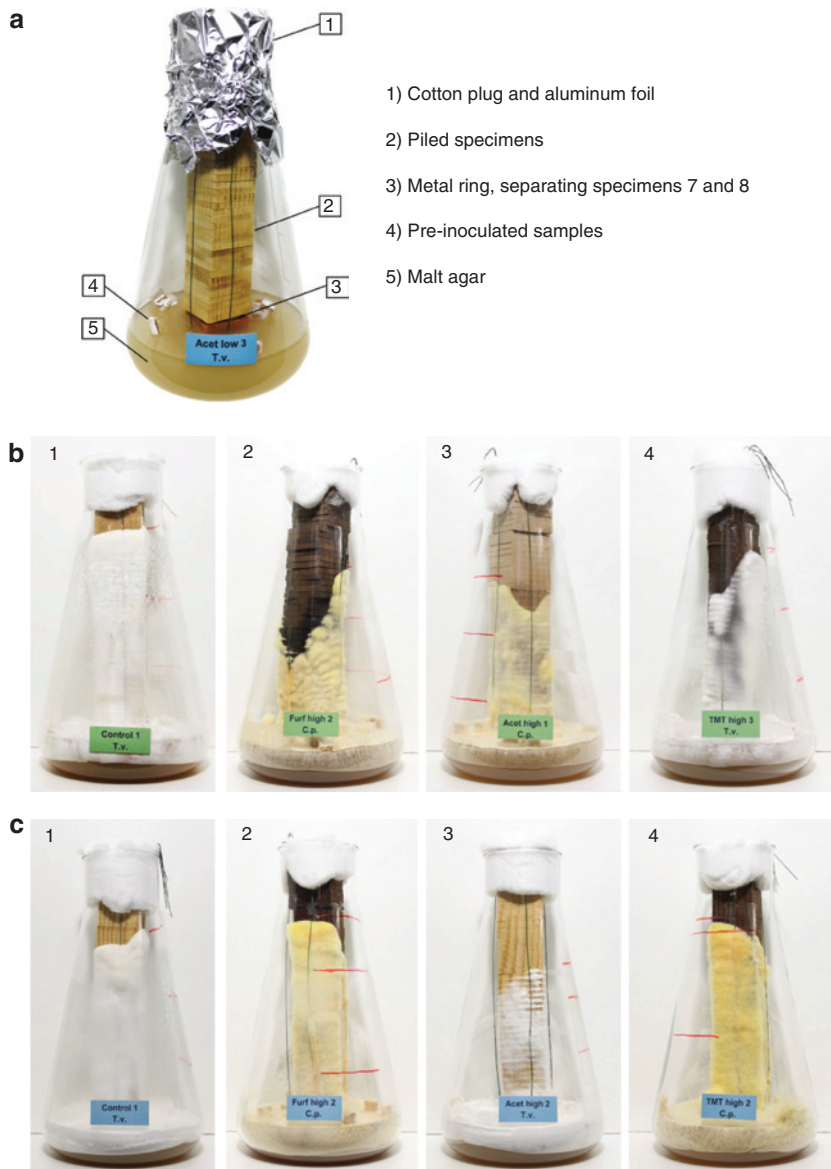 a
1
1) Cotton plug and aluminum foil
2) Piled specimens
2
3) Metal ring, separating specimens 7 and 8
4
3
4) Pre-inoculated samples
5
5) Malt agar
Acet low 3
T.v.
b
1
2
3
4
Control 1
T.v.
Furf high 2
C.p.
Acet high 1
C.p.
TMT high 3
T.v.
c
1
2
3
4
Control 1
T.v.
Furf high 2
C.p.
Acet high 2
T.v.
TMT high 2
C.p.